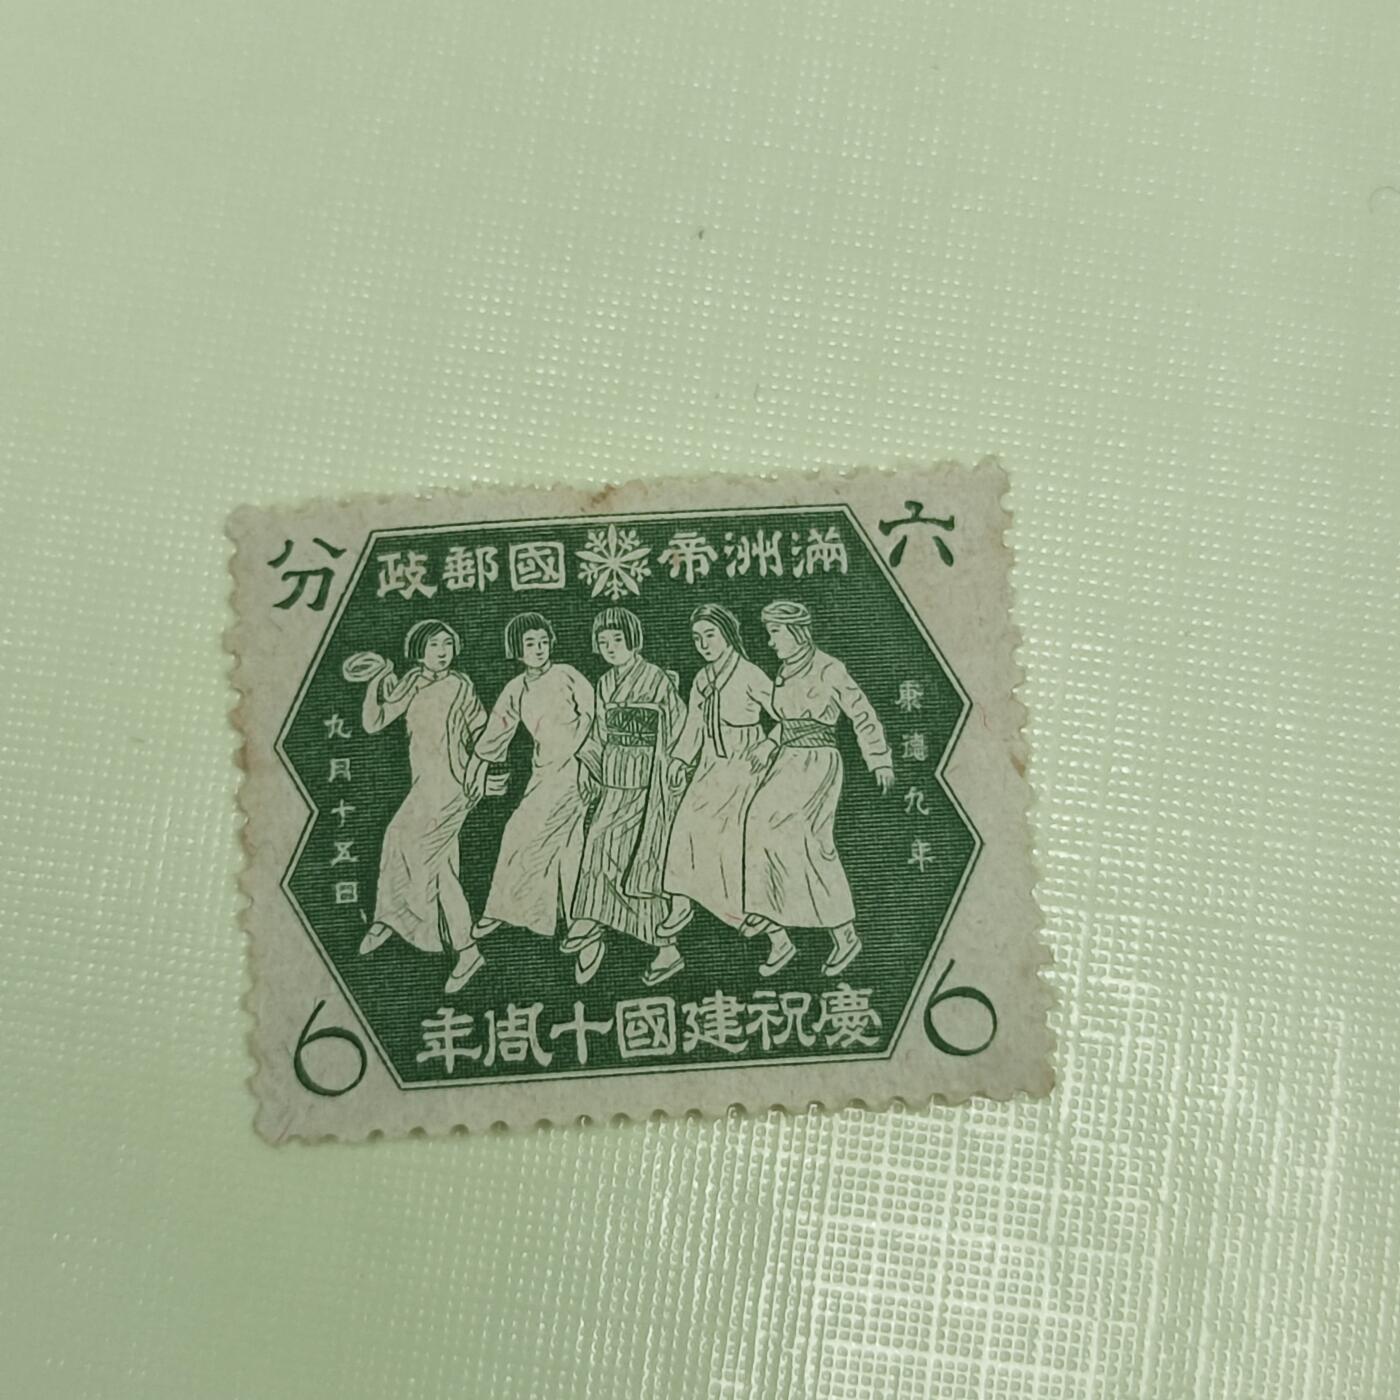 六分
滿洲帝國郵政
康德九年
九月十五日
慶祝建國十周年
6
6